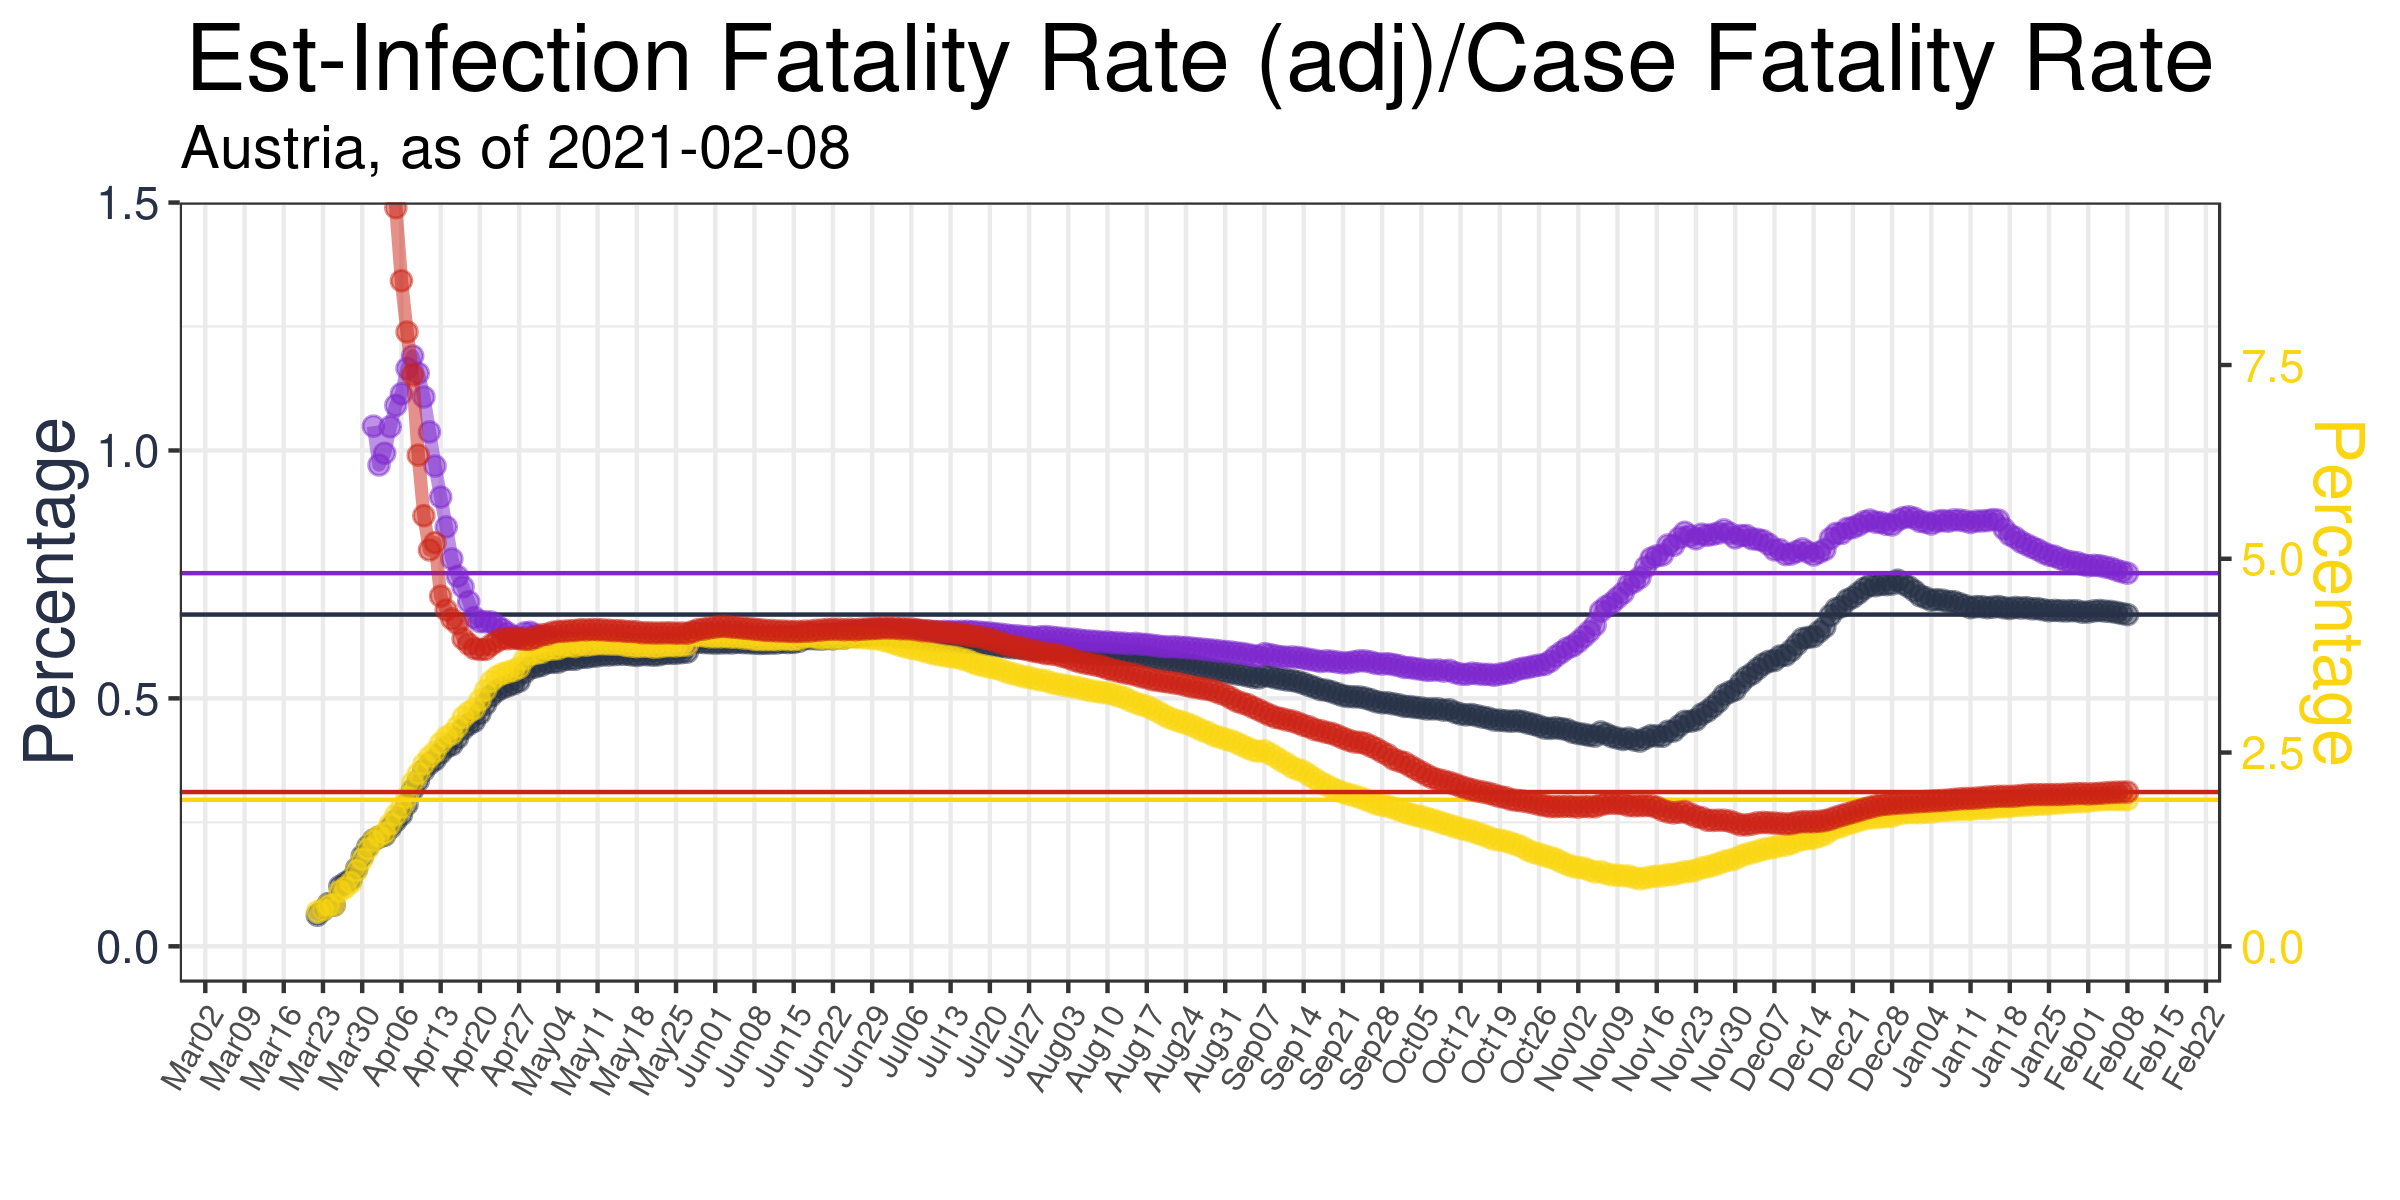 Est-Infection Fatality Rate (adj)/Case Fatality Rate
Austria, as of 2021-02-08
Percentage
1.5
1.0
0.5
0.0
7.5
5.0
2.5
0.0
Percentage
Mar02
Mar09
Mar16
Mar23
Mar30
Apr06
Apr13
Apr20
Apr27
May04
May11
May18
May25
Jun01
Jun08
Jun15
Jun22
Jun29
Jul06
Jul13
Jul20
Jul27
Aug03
Aug10
Aug17
Aug24
Aug31
Sep07
Sep14
Sep21
Sep28
Oct05
Oct12
Oct19
Oct26
Nov02
Nov09
Nov16
Nov23
Nov30
Dec07
Dec14
Dec21
Dec28
Jan04
Jan11
Jan18
Jan25
Feb01
Feb08
Feb15
Feb22